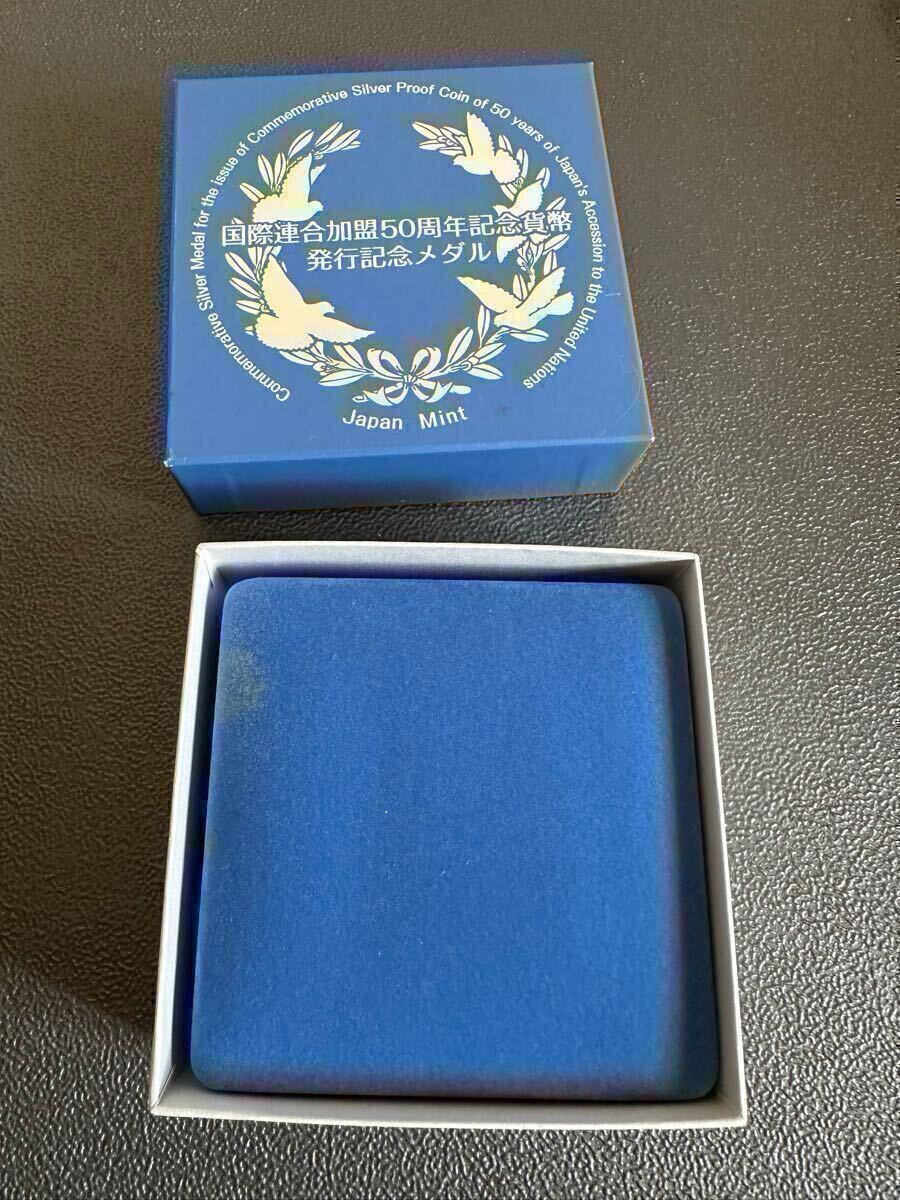 Commemorative Silver Medal for the issue of Commemorative Silver Proof Coin of 50 years of Japan's Accession to the United Nations
国際連合加盟50周年記念貨幣
発行記念メダル
Japan Mint